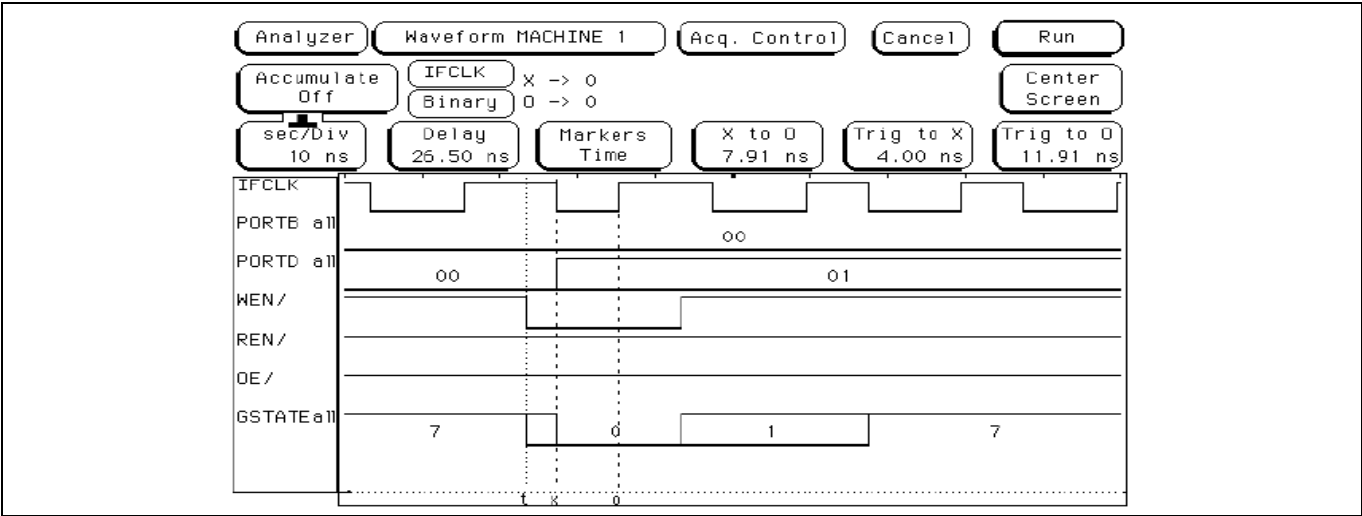 Analyzer Waveform MACHINE 1 Acq. Control Cancel Run
Accumulate Off IFCLK X -> 0 Center Screen
Binary O -> 0
sec/Div 10 ns Delay 26.50 ns Markers Time X to O 7.91 ns Trig to X 4.00 ns Trig to O 11.91 ns
IFCLK
PORTB all 00
PORTD all 00 01
WEN/
REN/
OE/
GSTATEall 7 0 1 7
t x o